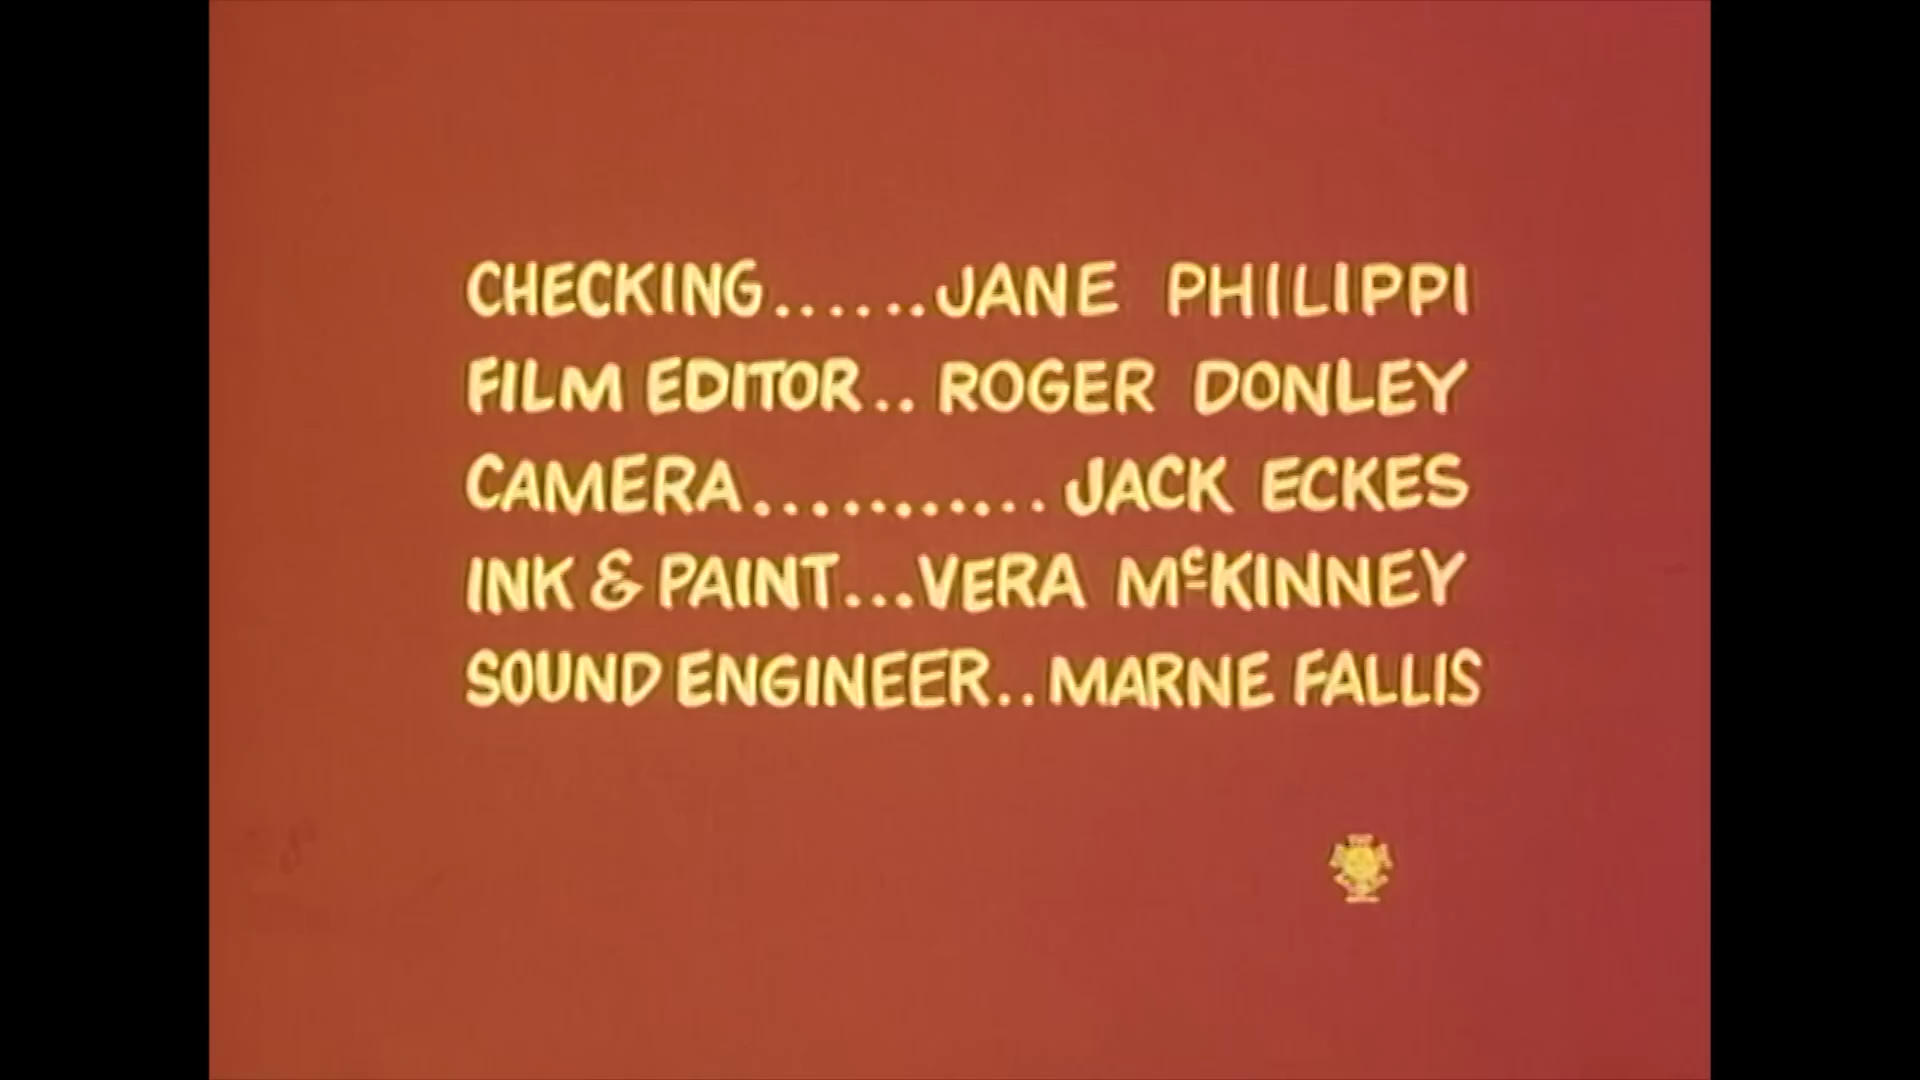 CHECKING......JANE PHILIPPI
FILM EDITOR..ROGER DONLEY
CAMERA...........JACK ECKES
INK & PAINT...VERA McKINNEY
SOUND ENGINEER..MARNE FALLIS